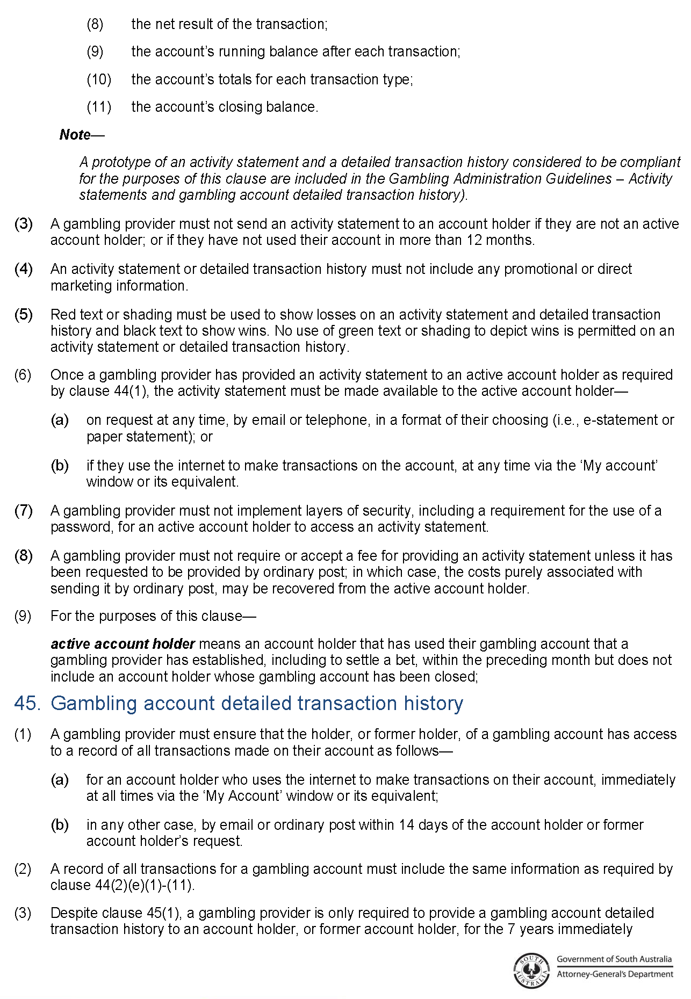 (8) the net result of the transaction;
(9) the account's running balance after each transaction;
(10) the account's totals for each transaction type;
(11) the account's closing balance.
Note—
A prototype of an activity statement and a detailed transaction history considered to be compliant
for the purposes of this clause are included in the Gambling Administration Guidelines – Activity
statements and gambling account detailed transaction history).
(3) A gambling provider must not send an activity statement to an account holder if they are not an active
account holder; or if they have not used their account in more than 12 months.
(4) An activity statement or detailed transaction history must not include any promotional or direct
marketing information.
(5) Red text or shading must be used to show losses on an activity statement and detailed transaction
history and black text to show wins. No use of green text or shading to depict wins is permitted on an
activity statement or detailed transaction history.
(6) Once a gambling provider has provided an activity statement to an active account holder as required
by clause 44(1), the activity statement must be made available to the active account holder—
(a) on request at any time, by email or telephone, in a format of their choosing (i.e., e-statement or
paper statement); or
(b) if they use the internet to make transactions on the account, at any time via the ‘My account’
window or its equivalent.
(7) A gambling provider must not implement layers of security, including a requirement for the use of a
password, for an active account holder to access an activity statement.
(8) A gambling provider must not require or accept a fee for providing an activity statement unless it has
been requested to be provided by ordinary post; in which case, the costs purely associated with
sending it by ordinary post, may be recovered from the active account holder.
(9) For the purposes of this clause—
active account holder means an account holder that has used their gambling account that a
gambling provider has established, including to settle a bet, within the preceding month but does not
include an account holder whose gambling account has been closed;
45. Gambling account detailed transaction history
(1) A gambling provider must ensure that the holder, or former holder, of a gambling account has access
to a record of all transactions made on their account as follows—
(a) for an account holder who uses the internet to make transactions on their account, immediately
at all times via the ‘My Account’ window or its equivalent;
(b) in any other case, by email or ordinary post within 14 days of the account holder or former
account holder’s request.
(2) A record of all transactions for a gambling account must include the same information as required by
clause 44(2)(e)(1)-(11).
(3) Despite clause 45(1), a gambling provider is only required to provide a gambling account detailed
transaction history to an account holder, or former account holder, for the 7 years immediately
SOUTH AUSTRALIA
Government of South Australia
Attorney-General's Department